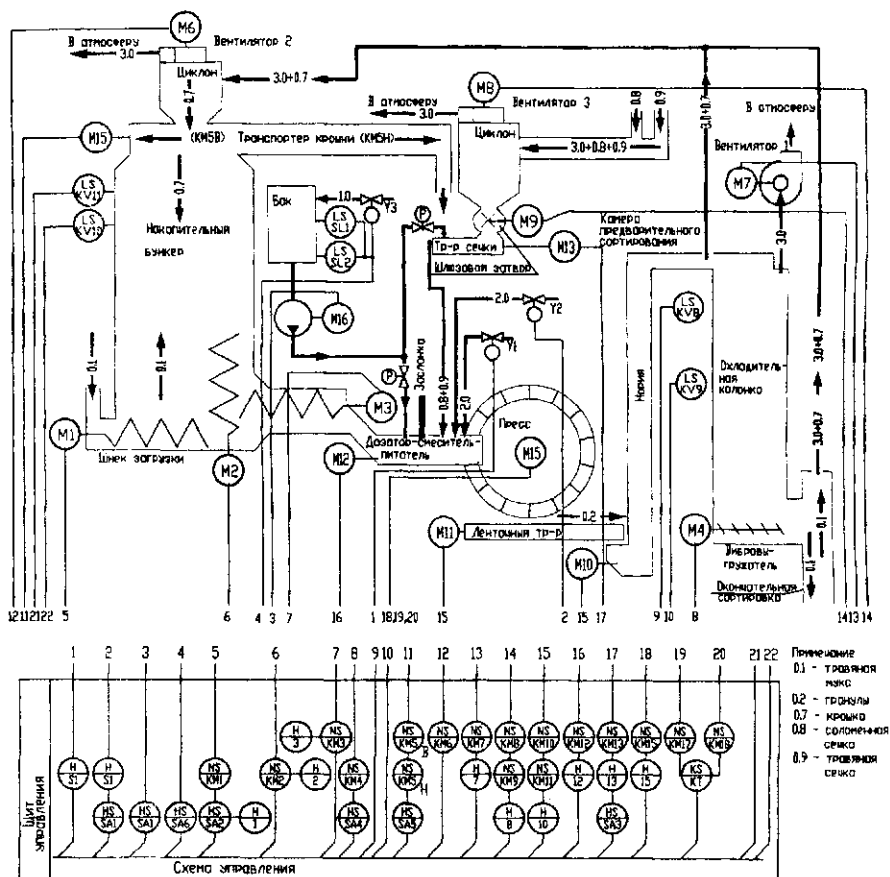 M6
В атмосферу
3.0
Вентилятор 2
Циклон
3.0+0.7
0.7
M8
В атмосферу
3.0
Вентилятор 3
0.8
0.9
3.0+0.7
В атмосферу
Вентилятор 1
M7
3.0
M15
(KM5B)
Транспортер крошки (KM5H)
Циклон
3.0+0.8+0.9
0.7
LS
KV11
LS
KV10
Накопительный
бункер
Бак
1.0
Y3
LS
SL1
LS
SL2
P
M9
Тр-р сечки
M13
Камера
предварительного
сортирования
Шлюзовой затвор
M16
2.0
Y2
Y1
LS
KV8
LS
KV9
Нория
Охладитель-
ная
колонка
3.0+0.7
3.0+0.7
0.1
0.1
P
Заслонка
0.8+0.9
2.0
M3
Пресс
M1
Шнек загрузки
M2
M12
Дозатор-смеситель-
питатель
M15
0.2
M11
Ленточный тр-р
M10
M4
Вибровы-
гружатель
Окончательная
сортировка
0.1
0.1
12 11 21 22 5 6 4 3 7 16 1 18,19,20 15 2 15 17 9 10 8 14 13 14
1 2 3 4 5 6 7 8 9 10 11 12 13 14 15 16 17 18 19 20 21 22
Примечание
0.1 - травяная
мука
0.2 - гранулы
0.7 - крошка
0.8 - соломенная
сечка
0.9 - травяная
сечка
Щит
управления
H
3
NS
KM3
NS
KM5
B
NS
KM6
NS
KM7
NS
KM8
NS
KM10
NS
KM12
NS
KM13
NS
KM15
NS
KM17
NS
KM18
H
S1
H
S1
NS
KM1
NS
KM2
H
2
NS
KM4
NS
KM5
H
H
7
NS
KM9
NS
KM11
H
12
H
13
H
15
KS
KT
HS
SA1
HS
SA1
HS
SA6
HS
SA2
H
1
HS
SA4
HS
SA5
H
8
H
10
HS
SA3
Схема управления